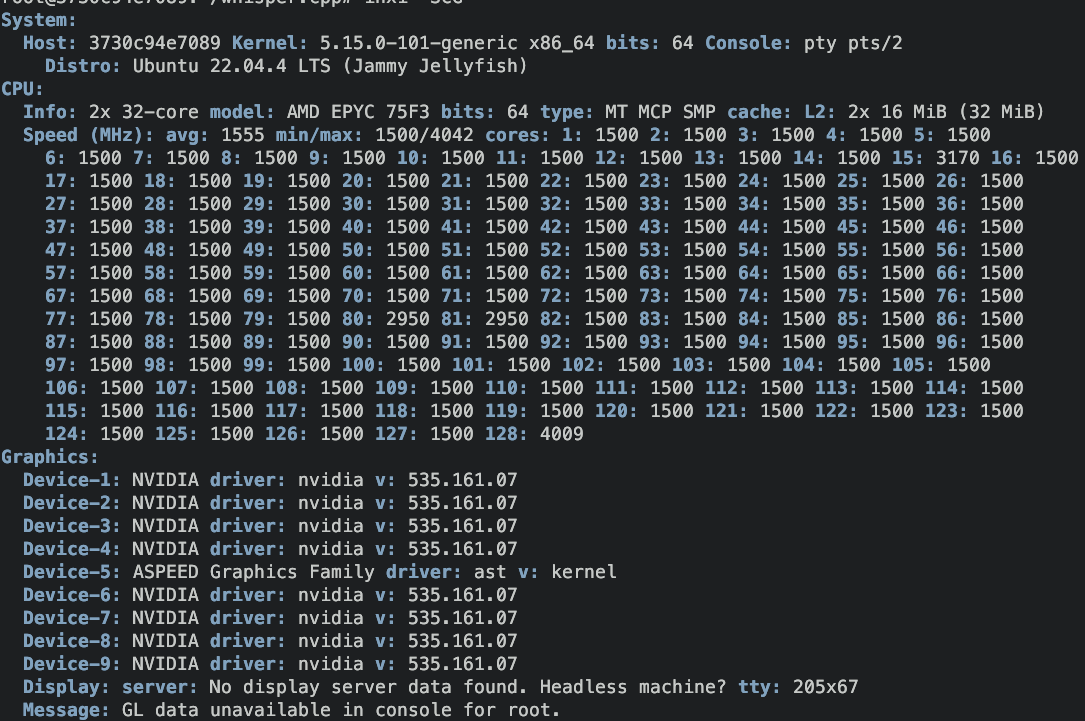 System:
Host: 3730c94e7089 Kernel: 5.15.0-101-generic x86_64 bits: 64 Console: pty pts/2
Distro: Ubuntu 22.04.4 LTS (Jammy Jellyfish)
CPU:
Info: 2x 32-core model: AMD EPYC 75F3 bits: 64 type: MT MCP SMP cache: L2: 2x 16 MiB (32 MiB)
Speed (MHz): avg: 1555 min/max: 1500/4042 cores: 1: 1500 2: 1500 3: 1500 4: 1500 5: 1500
6: 1500 7: 1500 8: 1500 9: 1500 10: 1500 11: 1500 12: 1500 13: 1500 14: 1500 15: 3170 16: 1500
17: 1500 18: 1500 19: 1500 20: 1500 21: 1500 22: 1500 23: 1500 24: 1500 25: 1500 26: 1500
27: 1500 28: 1500 29: 1500 30: 1500 31: 1500 32: 1500 33: 1500 34: 1500 35: 1500 36: 1500
37: 1500 38: 1500 39: 1500 40: 1500 41: 1500 42: 1500 43: 1500 44: 1500 45: 1500 46: 1500
47: 1500 48: 1500 49: 1500 50: 1500 51: 1500 52: 1500 53: 1500 54: 1500 55: 1500 56: 1500
57: 1500 58: 1500 59: 1500 60: 1500 61: 1500 62: 1500 63: 1500 64: 1500 65: 1500 66: 1500
67: 1500 68: 1500 69: 1500 70: 1500 71: 1500 72: 1500 73: 1500 74: 1500 75: 1500 76: 1500
77: 1500 78: 1500 79: 1500 80: 2950 81: 2950 82: 1500 83: 1500 84: 1500 85: 1500 86: 1500
87: 1500 88: 1500 89: 1500 90: 1500 91: 1500 92: 1500 93: 1500 94: 1500 95: 1500 96: 1500
97: 1500 98: 1500 99: 1500 100: 1500 101: 1500 102: 1500 103: 1500 104: 1500 105: 1500
106: 1500 107: 1500 108: 1500 109: 1500 110: 1500 111: 1500 112: 1500 113: 1500 114: 1500
115: 1500 116: 1500 117: 1500 118: 1500 119: 1500 120: 1500 121: 1500 122: 1500 123: 1500
124: 1500 125: 1500 126: 1500 127: 1500 128: 4009
Graphics:
Device-1: NVIDIA driver: nvidia v: 535.161.07
Device-2: NVIDIA driver: nvidia v: 535.161.07
Device-3: NVIDIA driver: nvidia v: 535.161.07
Device-4: NVIDIA driver: nvidia v: 535.161.07
Device-5: ASPEED Graphics Family driver: ast v: kernel
Device-6: NVIDIA driver: nvidia v: 535.161.07
Device-7: NVIDIA driver: nvidia v: 535.161.07
Device-8: NVIDIA driver: nvidia v: 535.161.07
Device-9: NVIDIA driver: nvidia v: 535.161.07
Display: server: No display server data found. Headless machine? tty: 205x67
Message: GL data unavailable in console for root.